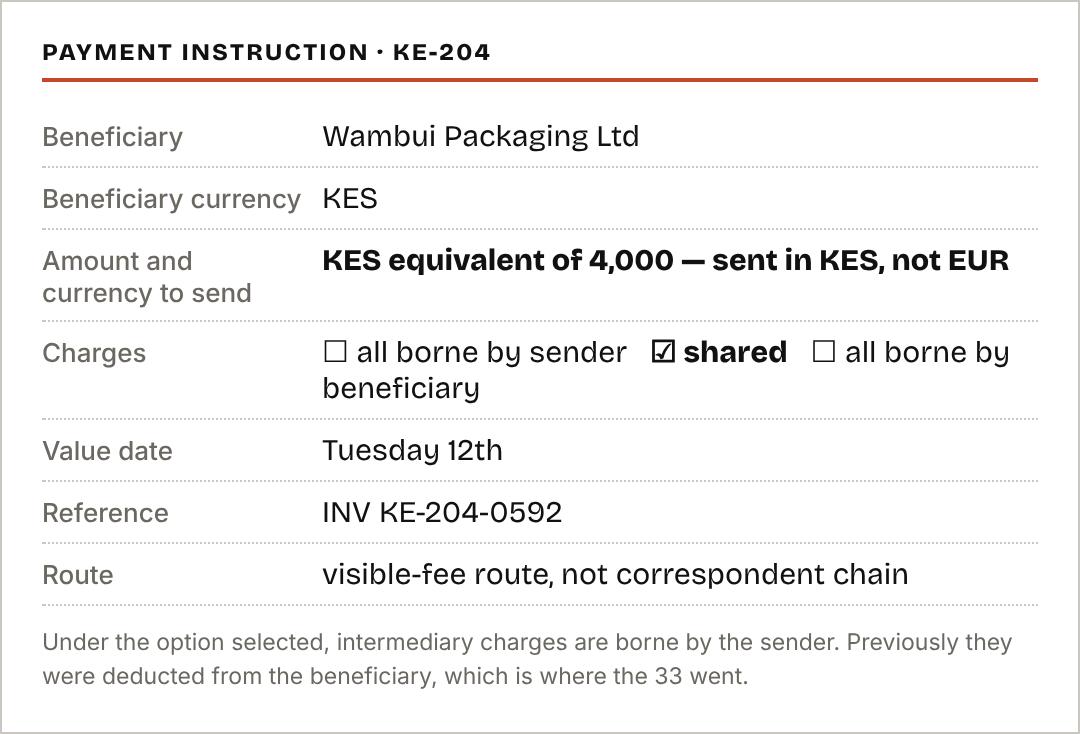 PAYMENT INSTRUCTION · KE-204
Beneficiary Wambui Packaging Ltd
Beneficiary currency KES
Amount and currency to send KES equivalent of 4,000 — sent in KES, not EUR
Charges ☐ all borne by sender ☑ shared ☐ all borne by
beneficiary
Value date Tuesday 12th
Reference INV KE-204-0592
Route visible-fee route, not correspondent chain
Under the option selected, intermediary charges are borne by the sender. Previously they
were deducted from the beneficiary, which is where the 33 went.